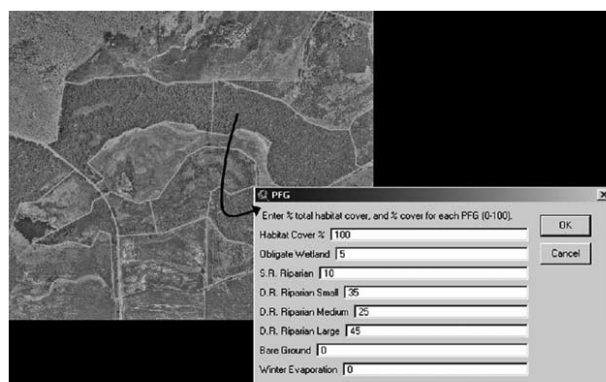 PFG
Enter % total habitat cover, and % cover for each PFG (0-100).
OK
Habitat Cover % 100
Cancel
Obligate Wetland 5
S.R. Riparian 10
D.R. Riparian Small 35
D.R. Riparian Medium 25
D.R. Riparian Large 45
Bare Ground 0
Winter Evaporation 0